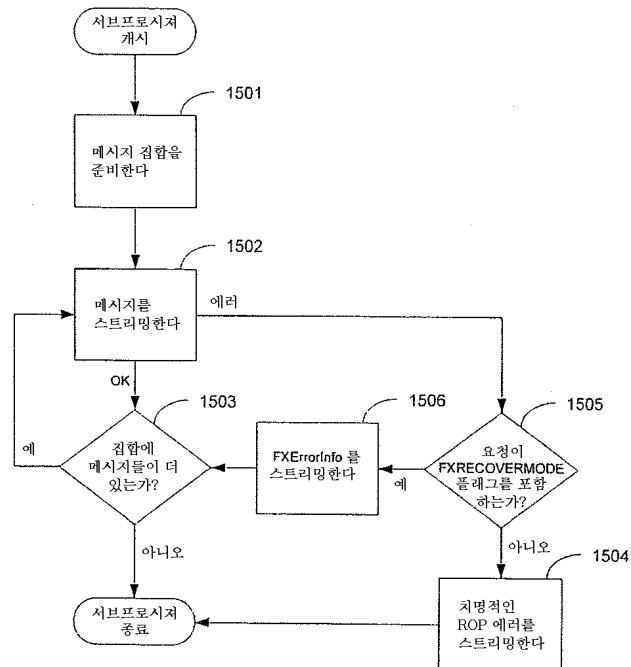 서브프로시져
개시
1501
메시지 집합을
준비한다
1502
메시지를
스트리밍한다
에러
OK
1503
집합에
메시지들이 더
있는가?
예
아니오
1506
FXErrorInfo 를
스트리밍한다
예
1505
요청이
FXRECOVERMODE
플래그를 포함
하는가?
아니오
1504
치명적인
ROP 에러를
스트리밍한다
서브프로시져
종료